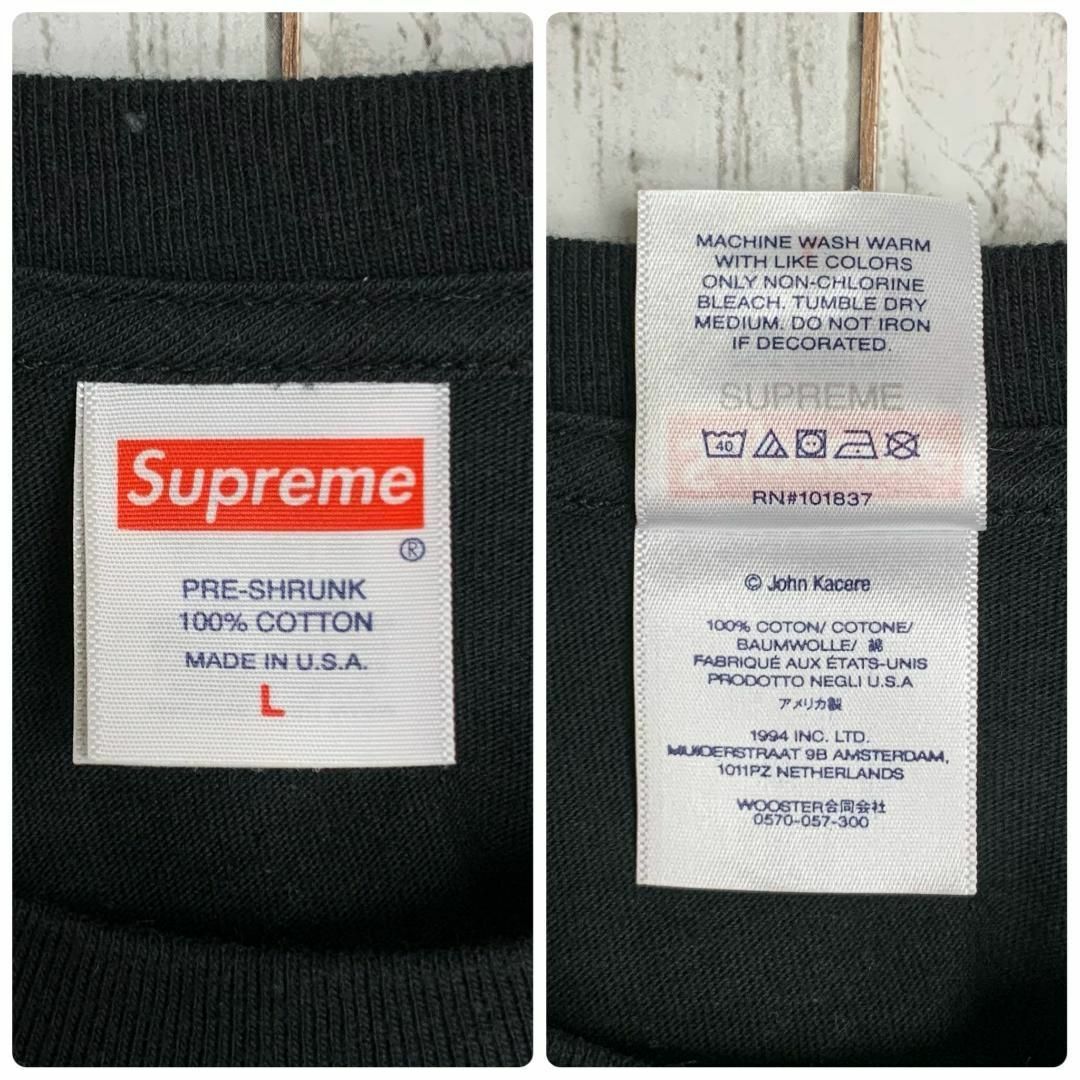 Supreme
®
PRE-SHRUNK
100% COTTON
MADE IN U.S.A.
L
MACHINE WASH WARM
WITH LIKE COLORS
ONLY NON-CHLORINE
BLEACH. TUMBLE DRY
MEDIUM. DO NOT IRON
IF DECORATED.
SUPREME
40
RN#101837
© John Kacere
100% COTON/ COTONE/
BAUMWOLLE/ 綿
FABRIQUÉ AUX ÉTATS-UNIS
PRODOTTO NEGLI U.S.A
アメリカ製
1994 INC. LTD.
MUIDERSTRAAT 9B AMSTERDAM,
1011PZ NETHERLANDS
WOOSTER合同会社
0570-057-300